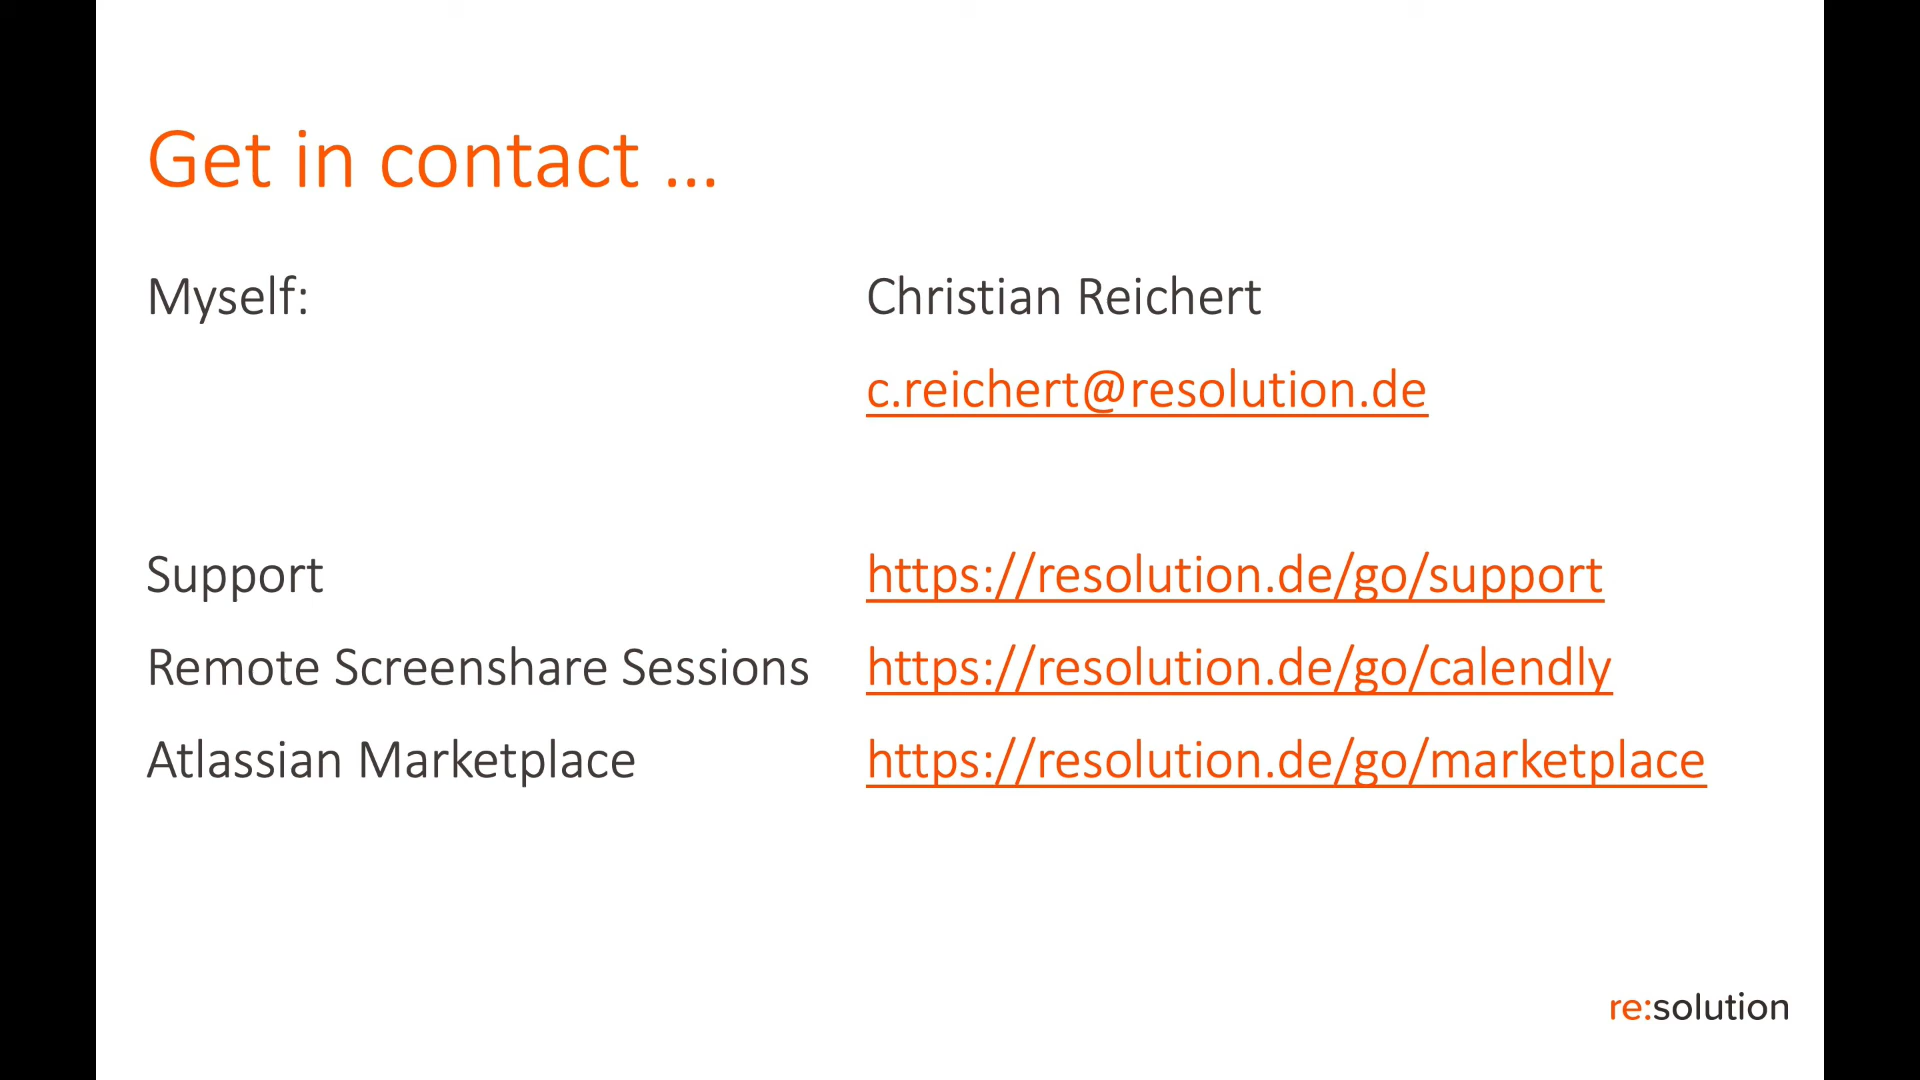 Get in contact ...
Myself: Christian Reichert
c.reichert@resolution.de
Support https://resolution.de/go/support
Remote Screenshare Sessions https://resolution.de/go/calendly
Atlassian Marketplace https://resolution.de/go/marketplace
re:solution